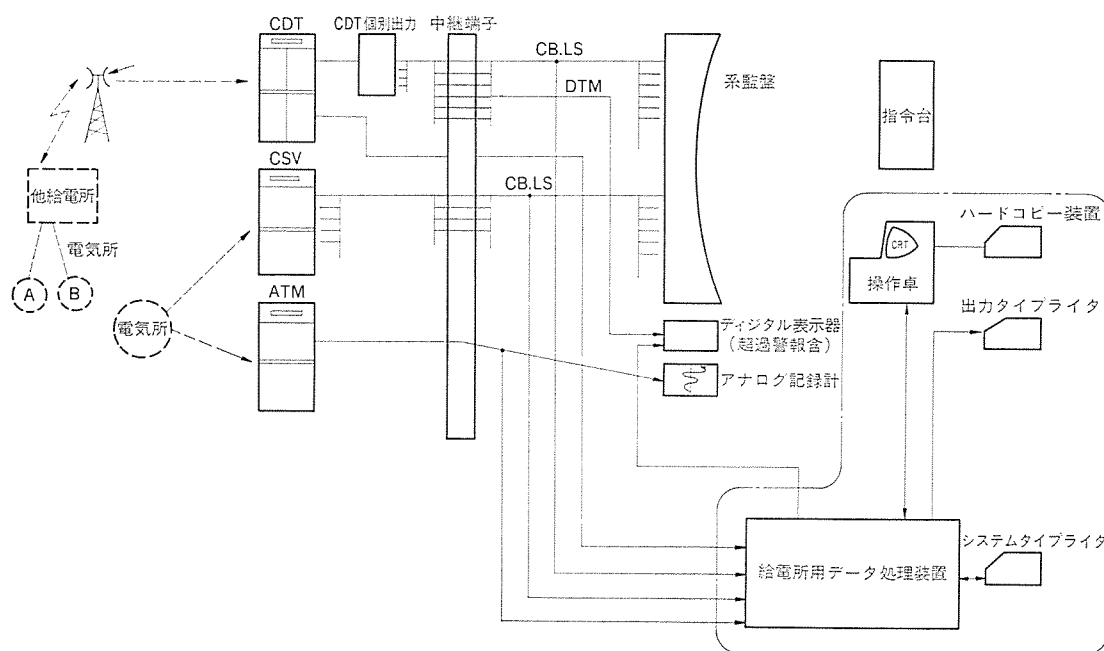 CDT
CDT個別出力
中継端子
CB.LS
DTM
系監盤
指令台
他給電所
電気所
A
B
CSV
CB.LS
電気所
ATM
ハードコピー装置
CRT
操作卓
出力タイプライタ
ディジタル表示器
(超過警報含)
アナログ記録計
システムタイプライタ
給電所用データ処理装置